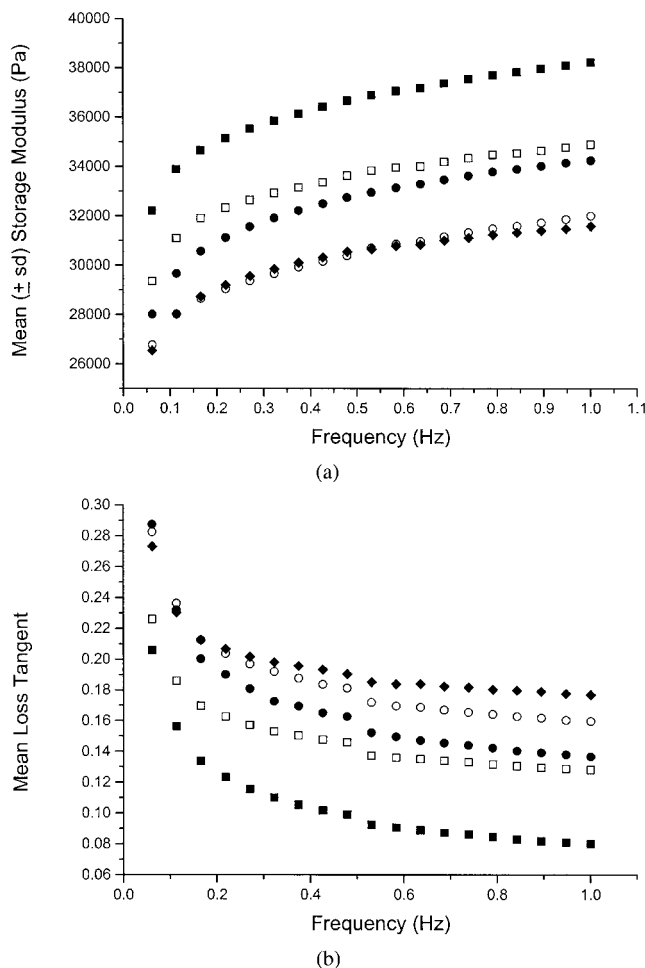 (a)
40000
38000
36000
34000
32000
30000
28000
26000
Mean (± sd) Storage Modulus (Pa)
0.0 0.1 0.2 0.3 0.4 0.5 0.6 0.7 0.8 0.9 1.0 1.1
Frequency (Hz)
(a)
0.30
0.28
0.26
0.24
0.22
0.20
0.18
0.16
0.14
0.12
0.10
0.08
0.06
Mean Loss Tangent
0.0 0.2 0.4 0.6 0.8 1.0
Frequency (Hz)
(b)